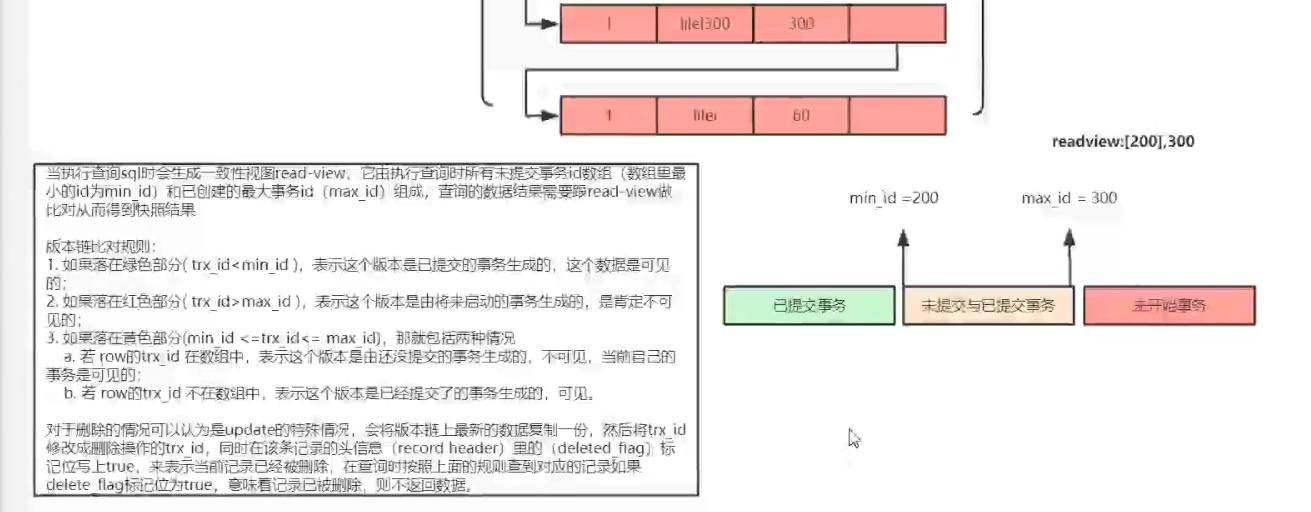 1 lilei300 300
1 lilei 60
readview:[200],300
当执行查询sql时会生成一致性视图read-view，它由执行查询时所有未提交事务id数组（数组里最
小的id为min_id）和已创建的最大事务id（max_id）组成，查询的数据结果需要跟read-view做
比对从而得到快照结果
版本链比对规则：
1. 如果落在绿色部分( trx_id<min_id )，表示这个版本是已提交的事务生成的，这个数据是可见
的；
2. 如果落在红色部分( trx_id>max_id )，表示这个版本是由将来启动的事务生成的，是肯定不可
见的；
3. 如果落在黄色部分(min_id <=trx_id<= max_id)，那就包括两种情况
a. 若 row的trx_id 在数组中，表示这个版本是由还没提交的事务生成的，不可见，当前自己的
事务是可见的；
b. 若 row的trx_id 不在数组中，表示这个版本是已经提交了的事务生成的，可见。
对于删除的情况可以认为是update的特殊情况，会将版本链上最新的数据复制一份，然后将trx_id
修改成删除操作的trx_id，同时在该条记录的头信息（record header）里的（deleted_flag）标
记位写上true，来表示当前记录已经被删除，在查询时按照上面的规则查到对应的记录如果
delete_flag标记位为true，意味着记录已被删除，则不返回数据。
min_id =200
max_id = 300
已提交事务
未提交与已提交事务
未开始事务